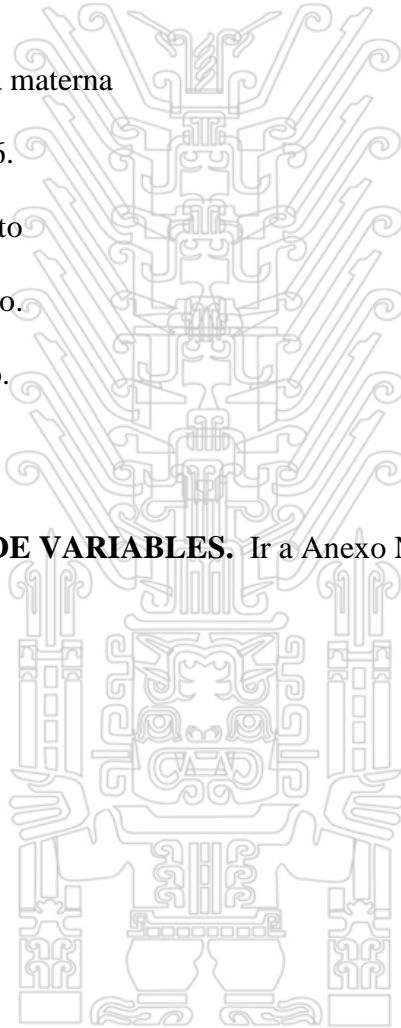 materna
6.
to
o.
o.
DE VARIABLES. Ir a Anexo N